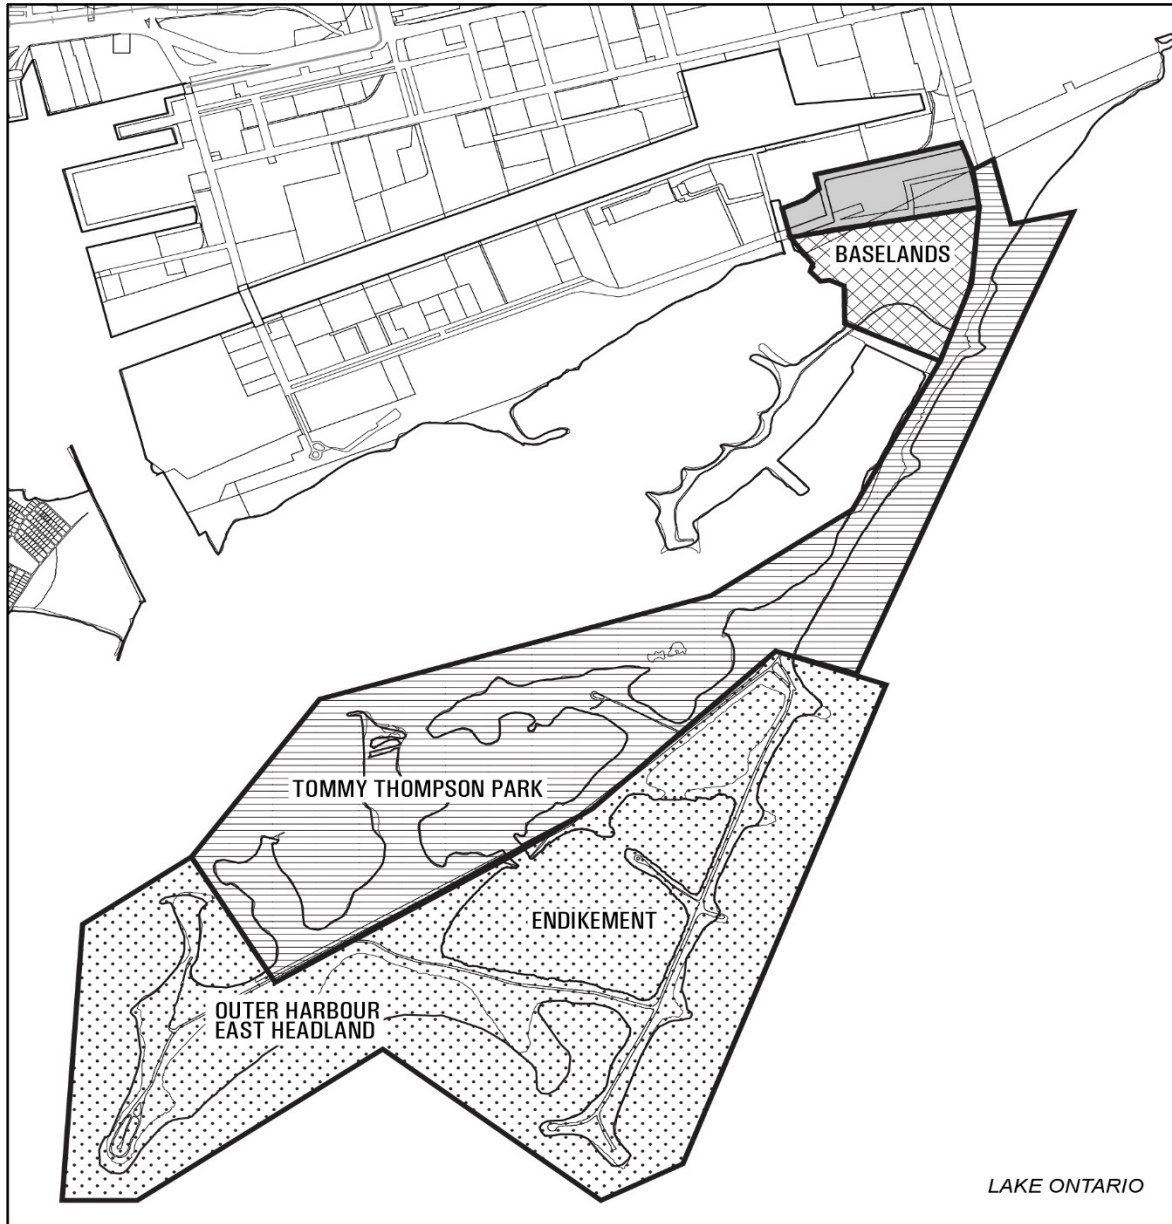 BASELANDS
TOMMY THOMPSON PARK
ENDIKEMENT
OUTER HARBOUR
EAST HEADLAND
LAKE ONTARIO